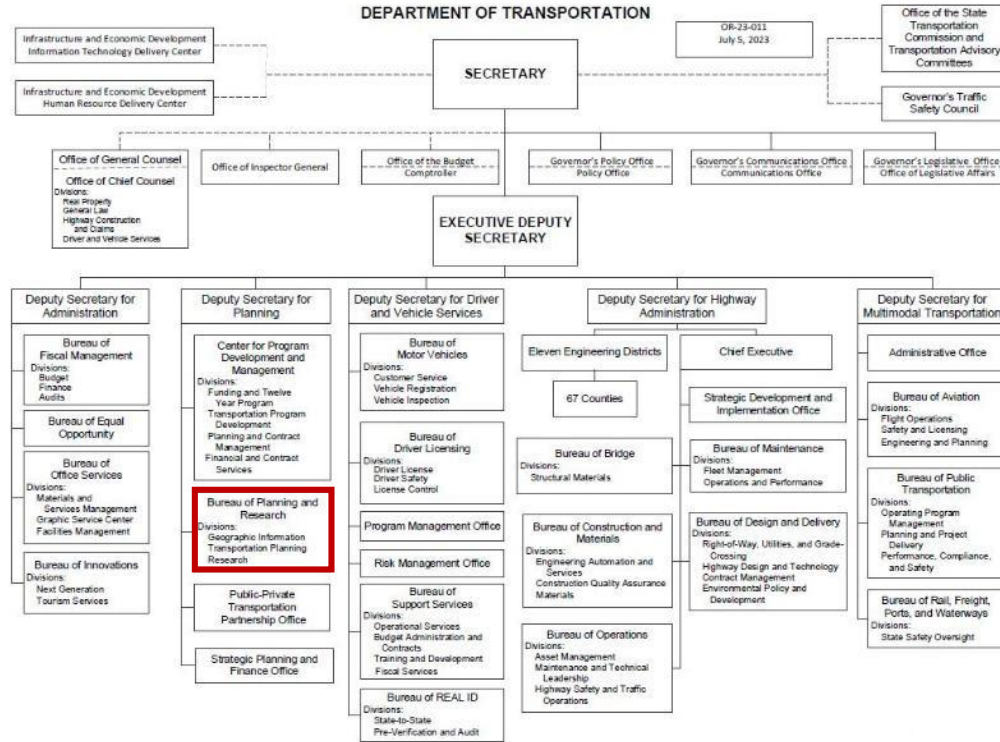 DEPARTMENT OF TRANSPORTATION
OR-23-011
July 5, 2023
Infrastructure and Economic Development
Information Technology Delivery Center
Infrastructure and Economic Development
Human Resource Delivery Center
SECRETARY
Office of the State
Transportation
Commission and
Transportation Advisory
Committees
Governor's Traffic
Safety Council
Office of General Counsel
Office of Chief Counsel
Divisions:
Real Property
General Law
Highway Construction
and Claims
Driver and Vehicle Services
Office of Inspector General
Office of the Budget
Comptroller
Governor's Policy Office
Policy Office
Governor's Communications Office
Communications Office
Governor's Legislative Office
Office of Legislative Affairs
EXECUTIVE DEPUTY
SECRETARY
Deputy Secretary for
Administration
Bureau of
Fiscal Management
Divisions:
Budget
Finance
Audits
Bureau of Equal
Opportunity
Bureau of
Office Services
Divisions:
Materials and
Services Management
Graphic Service Center
Facilities Management
Bureau of Innovations
Divisions:
Next Generation
Tourism Services
Deputy Secretary for
Planning
Center for Program
Development and
Management
Divisions:
Funding and Twelve
Year Program
Transportation Program
Development
Planning and Contract
Management
Financial and Contract
Services
Bureau of Planning and
Research
Divisions:
Geographic Information
Transportation Planning
Research
Public-Private
Transportation
Partnership Office
Strategic Planning and
Finance Office
Deputy Secretary for Driver
and Vehicle Services
Bureau of
Motor Vehicles
Divisions:
Customer Service
Vehicle Registration
Vehicle Inspection
Bureau of
Driver Licensing
Divisions:
Driver License
Driver Safety
License Control
Program Management Office
Risk Management Office
Bureau of
Support Services
Divisions:
Operational Services
Budget Administration and
Contracts
Training and Development
Fiscal Services
Bureau of REAL ID
Divisions:
State-to-State
Pre-Verification and Audit
Deputy Secretary for Highway
Administration
Eleven Engineering Districts
67 Counties
Chief Executive
Strategic Development and
Implementation Office
Bureau of Bridge
Divisions:
Structural Materials
Bureau of Maintenance
Divisions:
Fleet Management
Operations and Performance
Bureau of Construction and
Materials
Divisions:
Engineering Automation and
Services
Construction Quality Assurance
Materials
Bureau of Design and Delivery
Divisions:
Right-of-Way, Utilities, and Grade-
Crossing
Highway Design and Technology
Contract Management
Environmental Policy and
Development
Bureau of Operations
Divisions:
Asset Management
Maintenance and Technical
Leadership
Highway Safety and Traffic
Operations
Deputy Secretary for
Multimodal Transportation
Administrative Office
Bureau of Aviation
Divisions:
Flight Operations
Safety and Licensing
Engineering and Planning
Bureau of Public
Transportation
Divisions:
Operating Program
Management
Planning and Project
Delivery
Performance, Compliance,
and Safety
Bureau of Rail, Freight,
Ports, and Waterways
Divisions:
State Safety Oversight